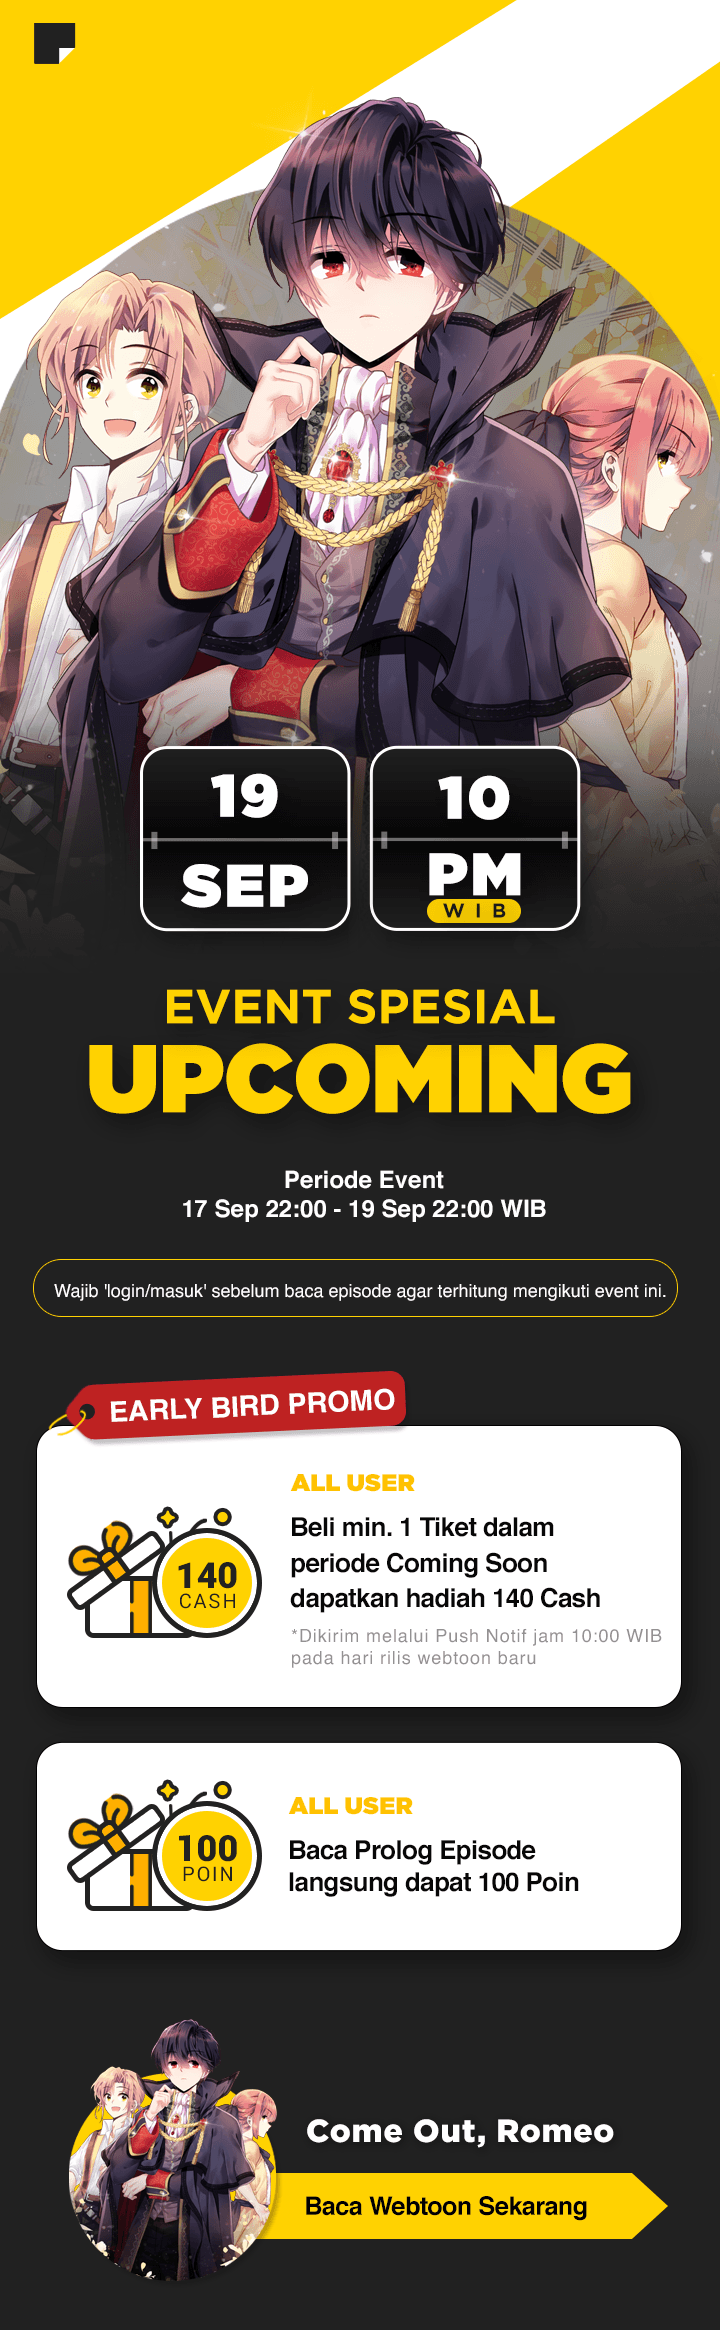 19
SEP
10
PM
WIB
EVENT SPESIAL
UPCOMING
Periode Event
17 Sep 22:00 - 19 Sep 22:00 WIB
Wajib 'login/masuk' sebelum baca episode agar terhitung mengikuti event ini.
EARLY BIRD PROMO
ALL USER
Beli min. 1 Tiket dalam
periode Coming Soon
dapatkan hadiah 140 Cash
*Dikirim melalui Push Notif jam 10:00 WIB
pada hari rilis webtoon baru
140
CASH
ALL USER
Baca Prolog Episode
langsung dapat 100 Poin
100
POIN
Come Out, Romeo
Baca Webtoon Sekarang